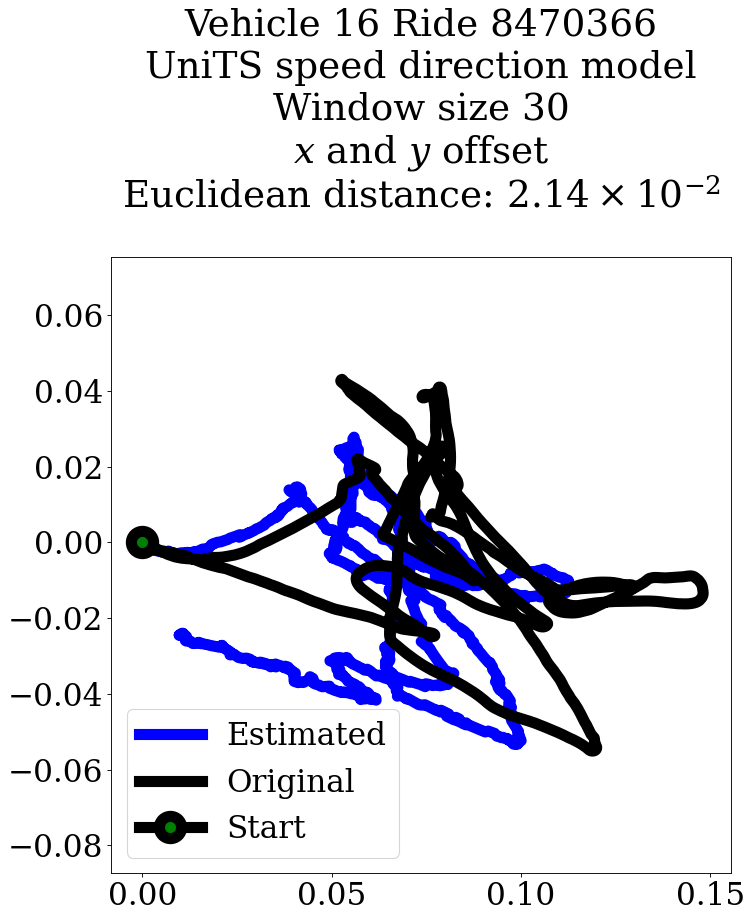 Vehicle 16 Ride 8470366
UniTS speed direction model
Window size 30
x and y offset
Euclidean distance: 2.14 × 10⁻²
0.06
0.04
0.02
0.00
−0.02
−0.04
−0.06
−0.08
Estimated
Original
Start
0.00 0.05 0.10 0.15